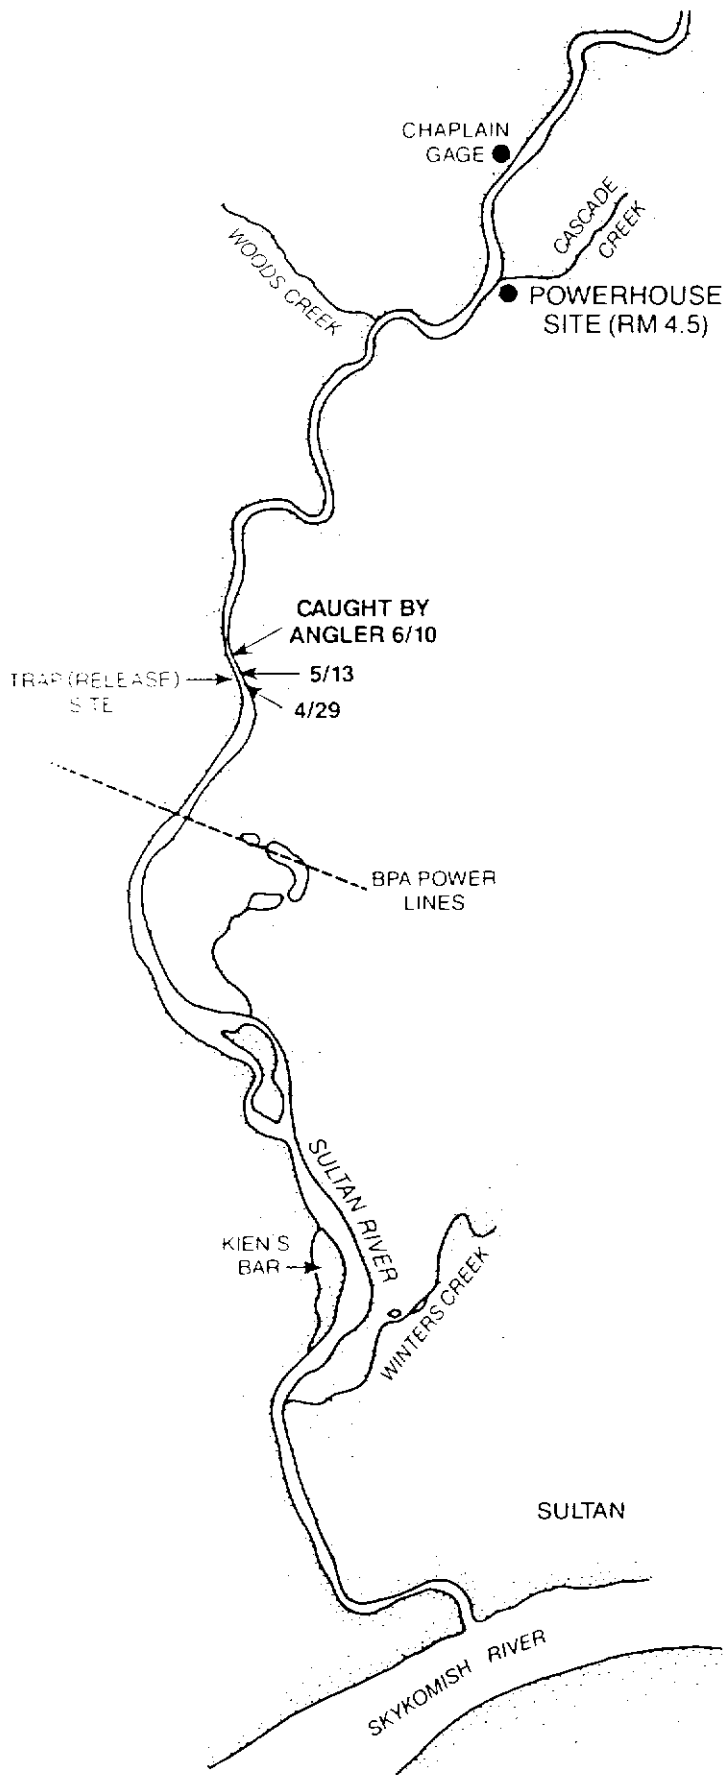 CHAPLAIN
GAGE
CASCADE
CREEK
WOODS CREEK
POWERHOUSE
SITE (RM 4.5)
CAUGHT BY
ANGLER 6/10
TRAP (RELEASE)
SITE
5/13
4/29
BPA POWER
LINES
SULTAN RIVER
KIEN'S
BAR
WINTERS CREEK
SULTAN
SKYKOMISH RIVER